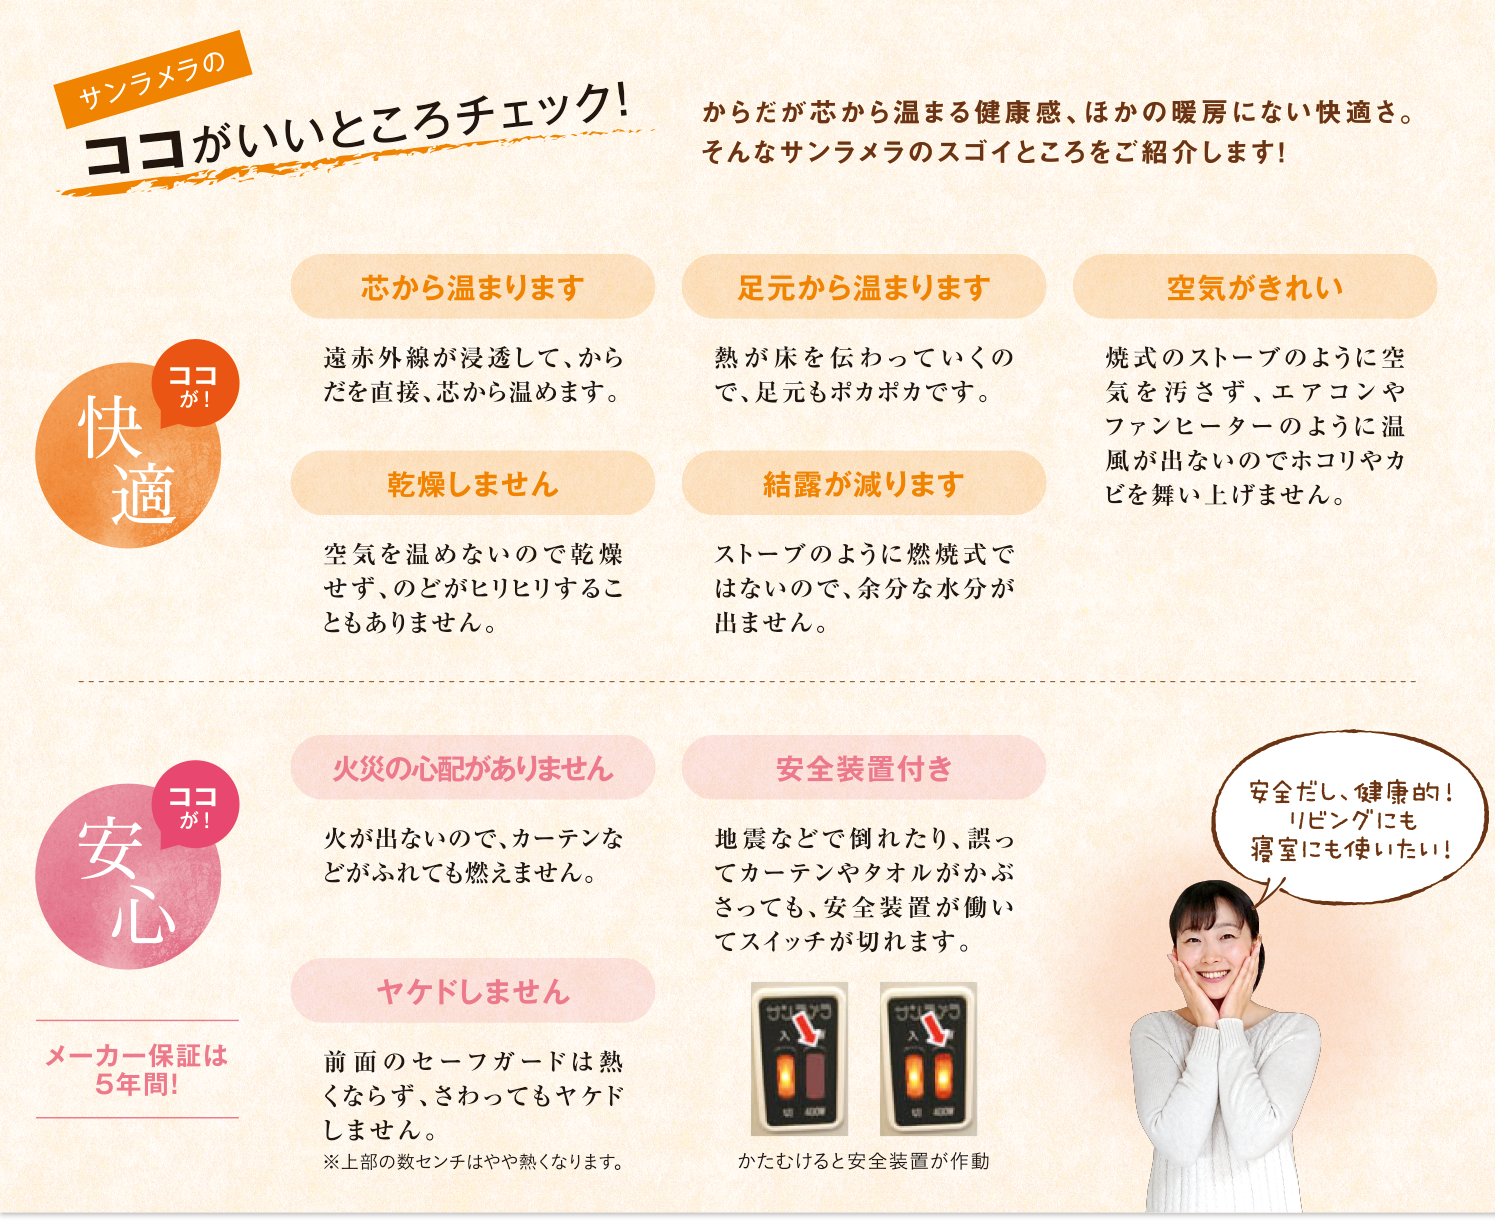 サンラメラの
ココがいいところチェック!
からだが芯から温まる健康感、ほかの暖房にない快適さ。
そんなサンラメラのスゴイところをご紹介します!
ココ
が!
快適
芯から温まります
遠赤外線が浸透して、から
だを直接、芯から温めます。
足元から温まります
熱が床を伝わっていくの
で、足元もポカポカです。
空気がきれい
焼式のストーブのように空
気を汚さず、エアコンや
ファンヒーターのように温
風が出ないのでホコリやカ
ビを舞い上げません。
乾燥しません
空気を温めないので乾燥
せず、のどがヒリヒリするこ
ともありません。
結露が減ります
ストーブのように燃焼式で
はないので、余分な水分が
出ません。
ココ
が!
安心
メーカー保証は
5年間!
火災の心配がありません
火が出ないので、カーテンな
どがふれても燃えません。
ヤケドしません
前面のセーフガードは熱
くならず、さわってもヤケド
しません。
※上部の数センチはやや熱くなります。
安全装置付き
地震などで倒れたり、誤っ
てカーテンやタオルがかぶ
さっても、安全装置が働い
てスイッチが切れます。
サンラメラ
入
切 400W
サンラメラ
入
切 400W
かたむけると安全装置が作動
安全だし、健康的!
リビングにも
寝室にも使いたい!